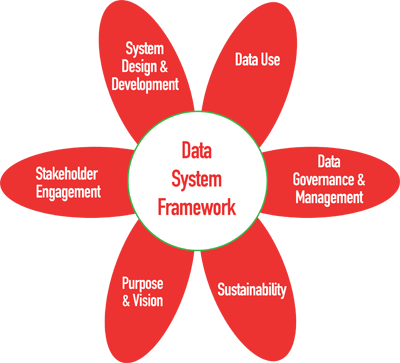 System
Design &
Development
Data Use
Stakeholder
Engagement
Data
System
Framework
Data
Governance &
Management
Purpose
& Vision
Sustainability